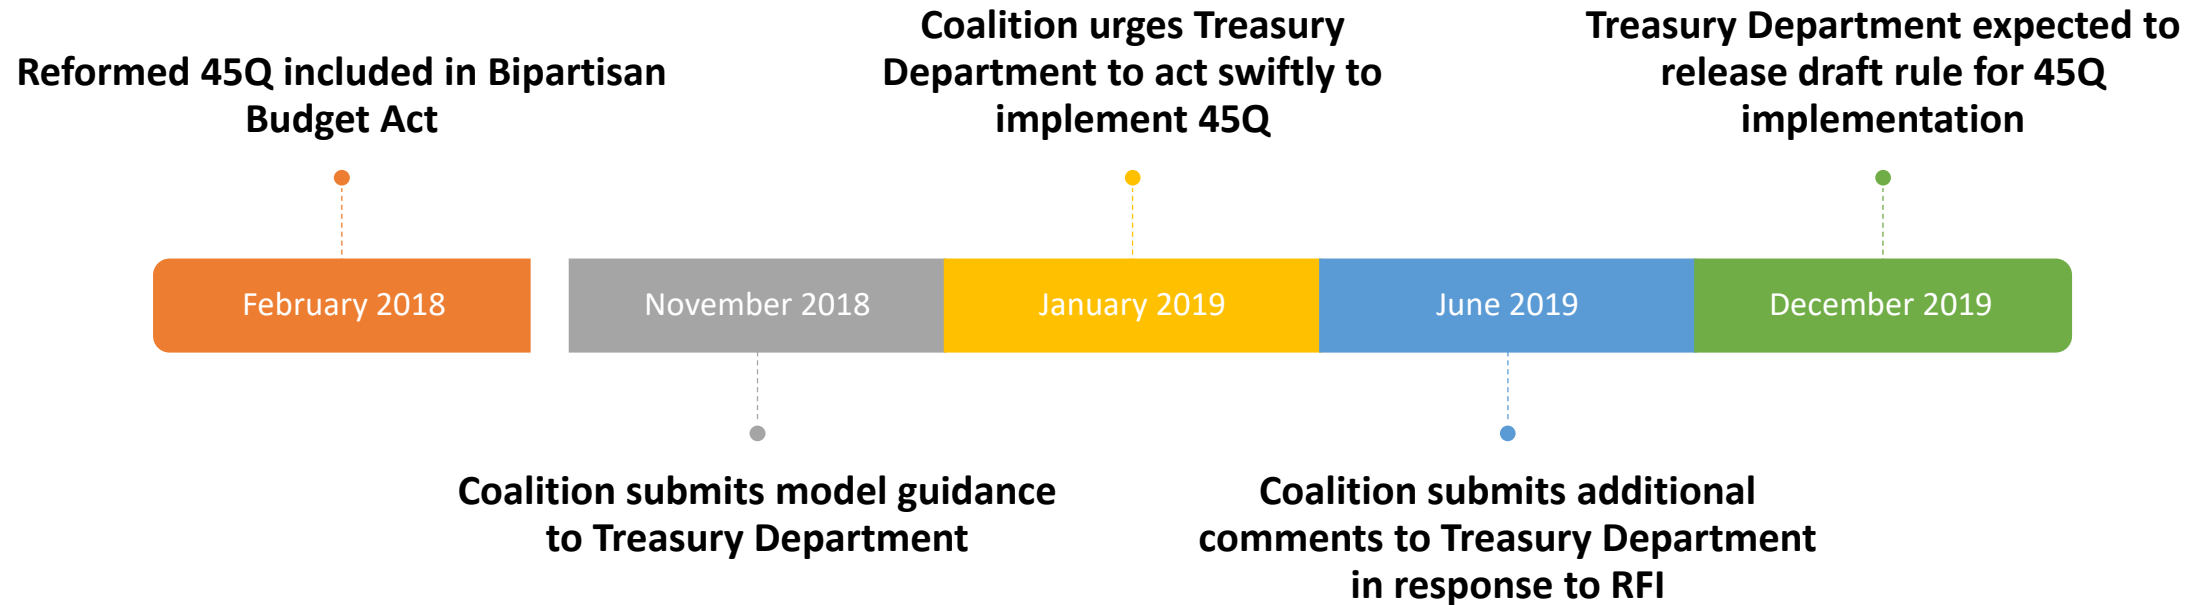 Reformed 45Q included in Bipartisan
Budget Act
Coalition urges Treasury
Department to act swiftly to
implement 45Q
Treasury Department expected to
release draft rule for 45Q
implementation
February 2018
November 2018
January 2019
June 2019
December 2019
Coalition submits model guidance
to Treasury Department
Coalition submits additional
comments to Treasury Department
in response to RFI